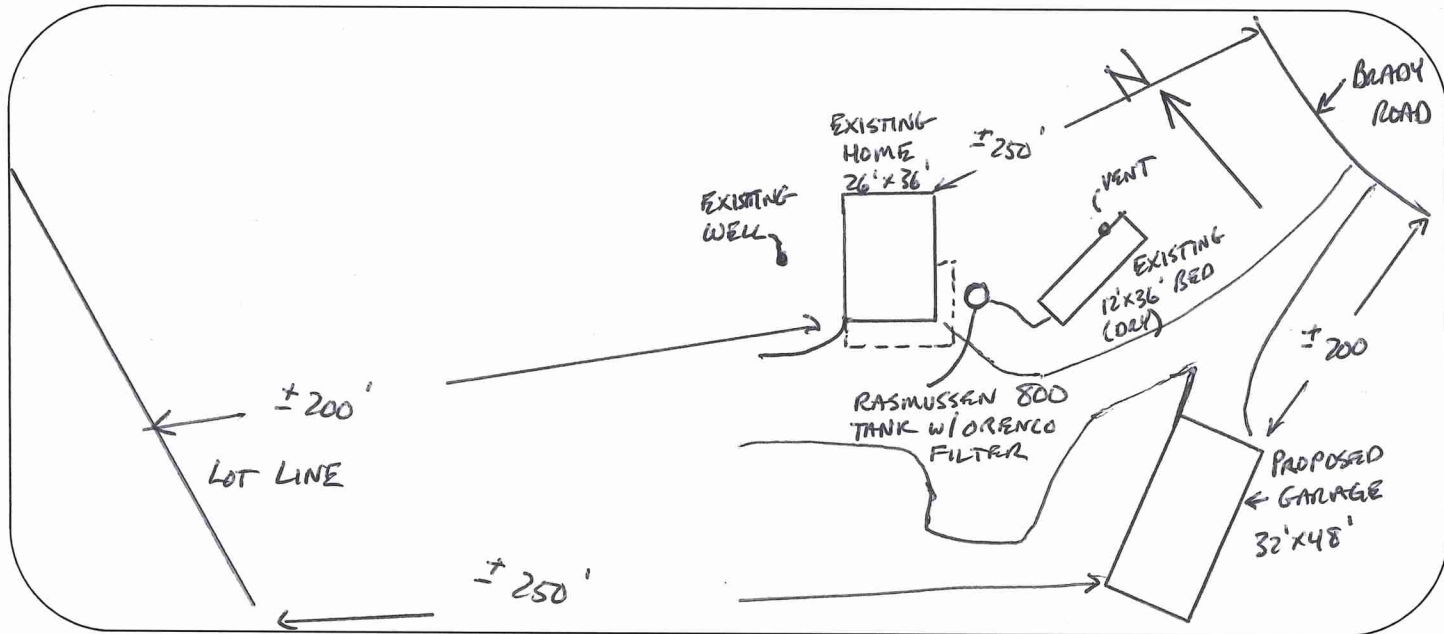 N
BRADY
ROAD
EXISTING
HOME
26'x36'
± 250'
VENT
EXISTING
WELL
EXISTING
12'x36' BED
(DRY)
± 200
± 200'
LOT LINE
RASMUSSEN 800
TANK W/ ORENCO
FILTER
PROPOSED
GARAGE
32'x48'
± 250'